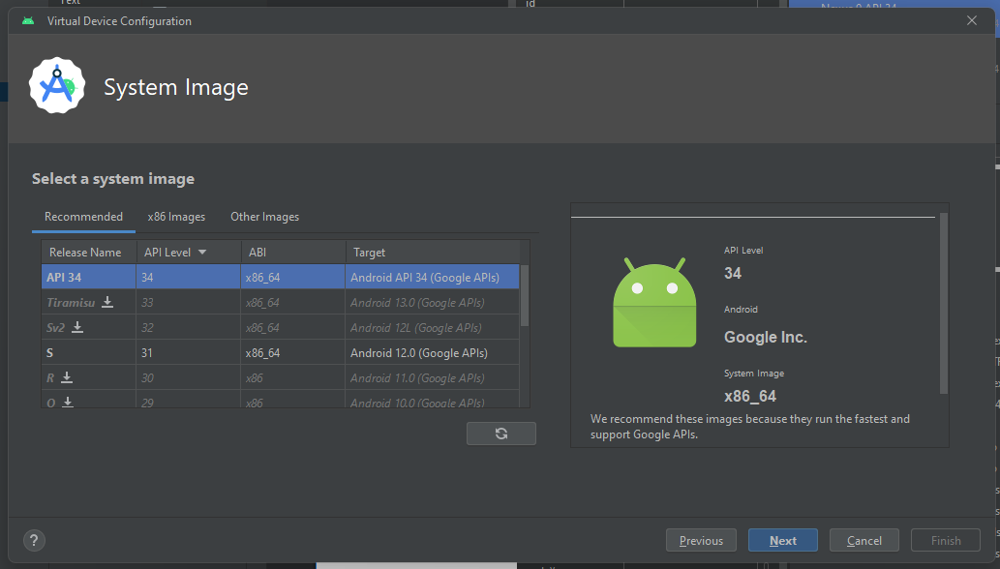 Text
id
Virtual Device Configuration
System Image
Select a system image
Recommended x86 Images Other Images
Release Name API Level ABI Target
API 34 34 x86_64 Android API 34 (Google APIs)
Tiramisu 33 x86_64 Android 13.0 (Google APIs)
Sv2 32 x86_64 Android 12L (Google APIs)
S 31 x86_64 Android 12.0 (Google APIs)
R 30 x86 Android 11.0 (Google APIs)
Q 29 x86 Android 10.0 (Google APIs)
API Level
34
Android
Google Inc.
System Image
x86_64
We recommend these images because they run the fastest and
support Google APIs.
? Previous Next Cancel Finish